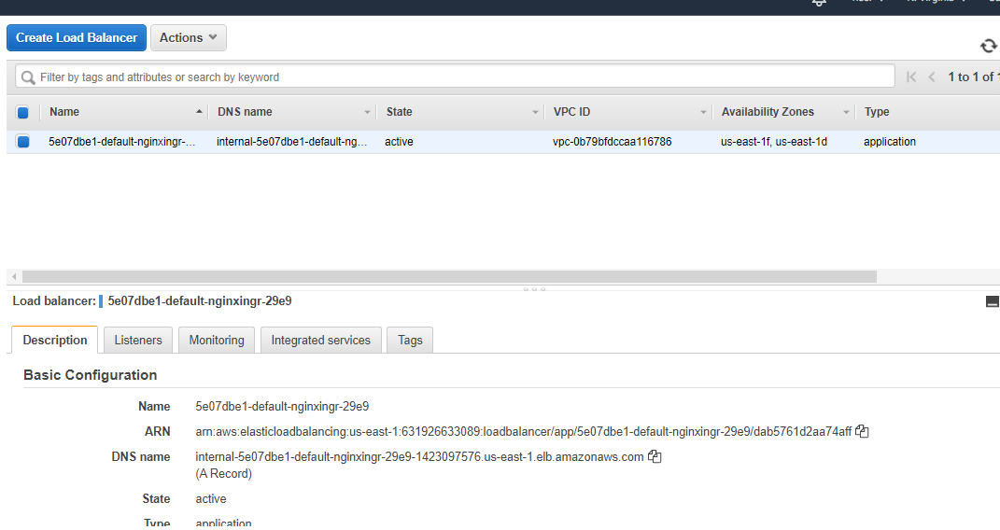 Create Load Balancer Actions
Filter by tags and attributes or search by keyword 1 to 1 of 1
Name DNS name State VPC ID Availability Zones Type
5e07dbe1-default-nginxingr-... internal-5e07dbe1-default-ng... active vpc-0b79bfdccaa116786 us-east-1f, us-east-1d application
Load balancer: 5e07dbe1-default-nginxingr-29e9
Description Listeners Monitoring Integrated services Tags
Basic Configuration
Name 5e07dbe1-default-nginxingr-29e9
ARN arn:aws:elasticloadbalancing:us-east-1:631926633089:loadbalancer/app/5e07dbe1-default-nginxingr-29e9/dab5761d2aa74aff
DNS name internal-5e07dbe1-default-nginxingr-29e9-1423097576.us-east-1.elb.amazonaws.com
(A Record)
State active
Type application